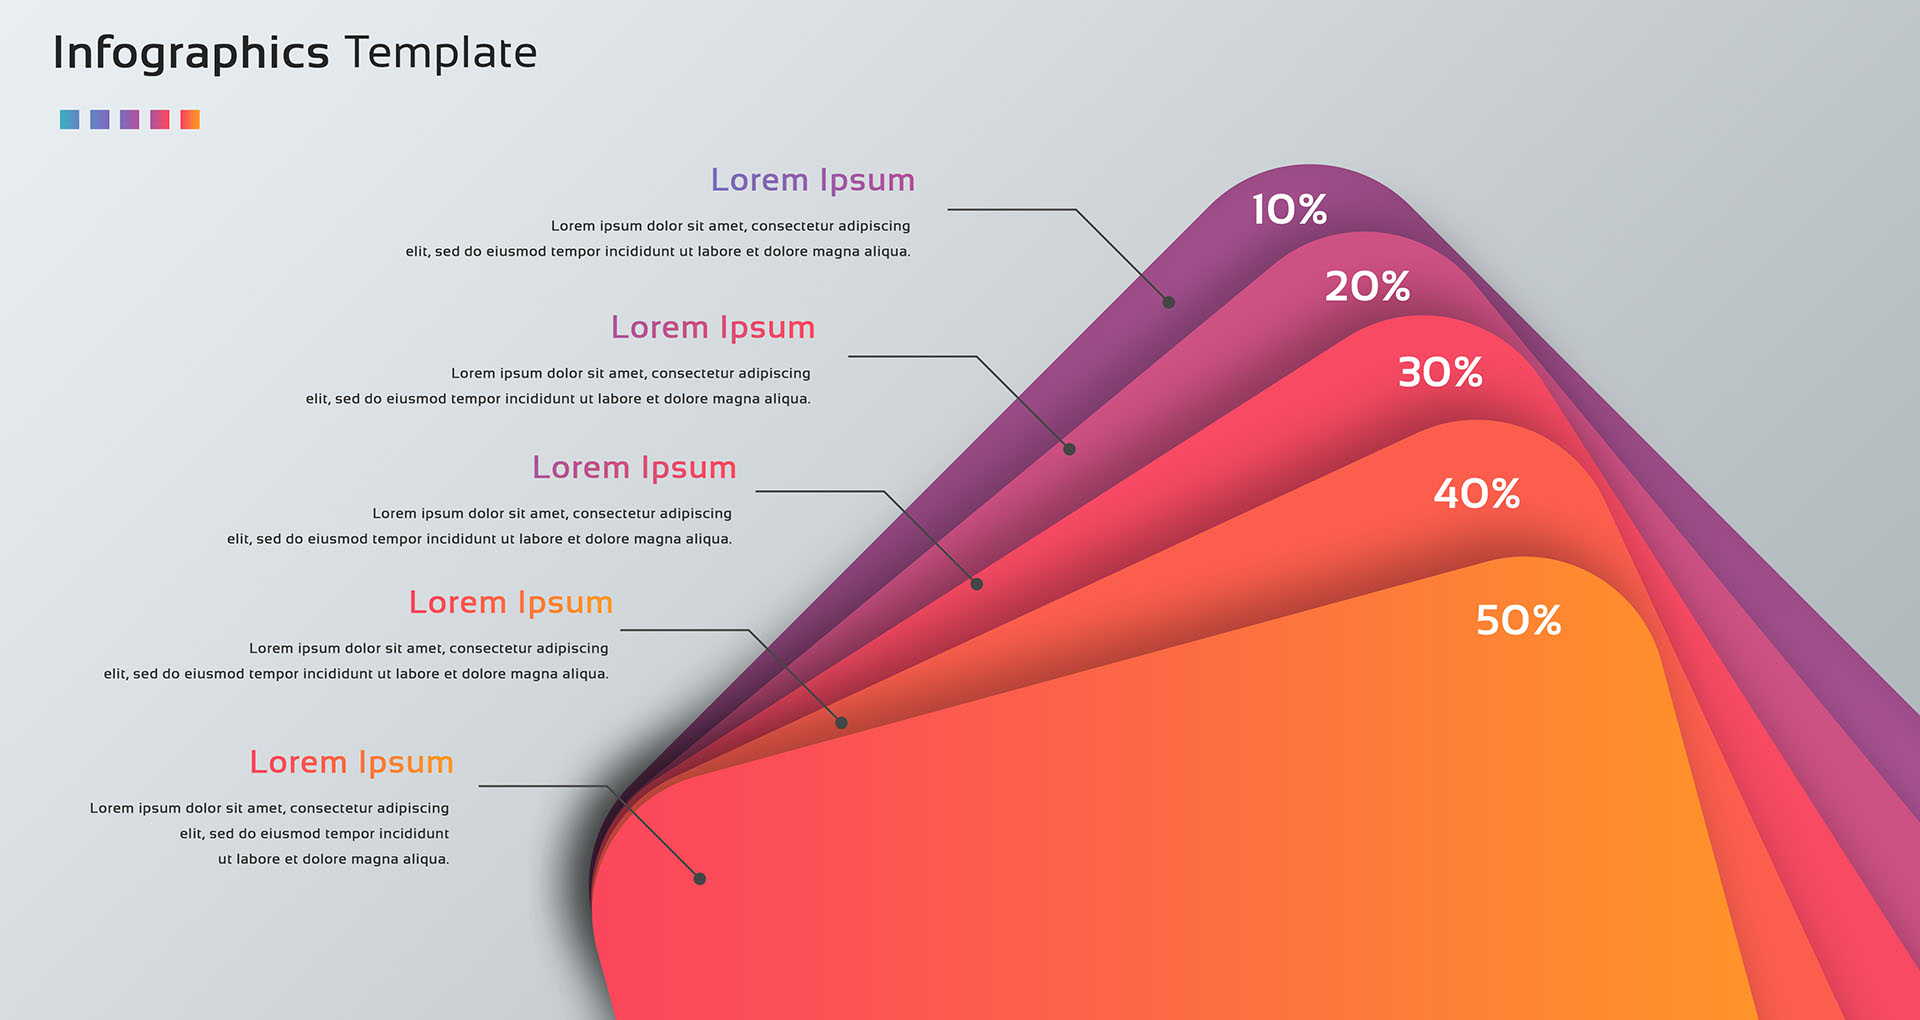 Infographics Template
Lorem Ipsum
Lorem ipsum dolor sit amet, consectetur adipiscing
elit, sed do eiusmod tempor incididunt ut labore et dolore magna aliqua.
10%
Lorem Ipsum
Lorem ipsum dolor sit amet, consectetur adipiscing
elit, sed do eiusmod tempor incididunt ut labore et dolore magna aliqua.
20%
Lorem Ipsum
Lorem ipsum dolor sit amet, consectetur adipiscing
elit, sed do eiusmod tempor incididunt ut labore et dolore magna aliqua.
30%
Lorem Ipsum
Lorem ipsum dolor sit amet, consectetur adipiscing
elit, sed do eiusmod tempor incididunt ut labore et dolore magna aliqua.
40%
Lorem Ipsum
Lorem ipsum dolor sit amet, consectetur adipiscing
elit, sed do eiusmod tempor incididunt
ut labore et dolore magna aliqua.
50%